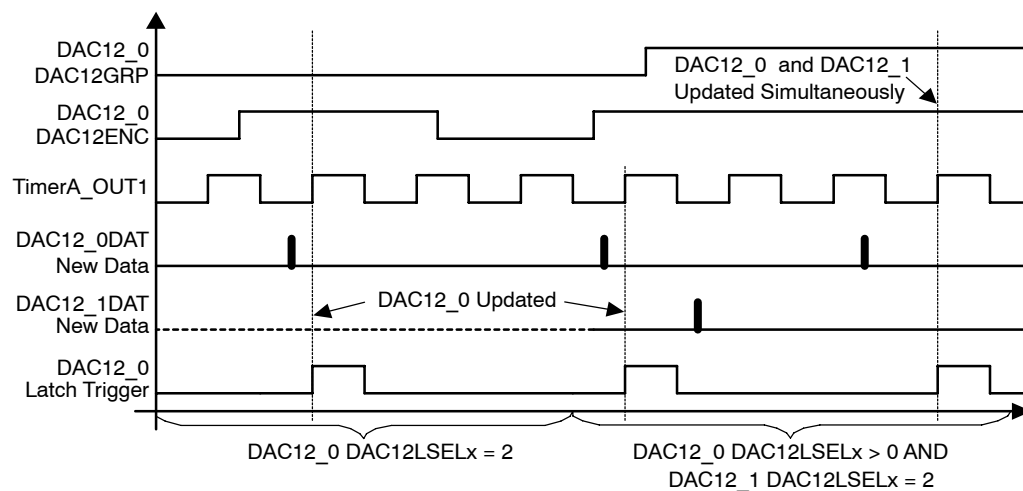 DAC12_0
DAC12GRP
DAC12_0 and DAC12_1
Updated Simultaneously
DAC12_0
DAC12ENC
TimerA_OUT1
DAC12_0DAT
New Data
DAC12_1DAT
New Data
DAC12_0 Updated
DAC12_0
Latch Trigger
DAC12_0 DAC12LSELx = 2
DAC12_0 DAC12LSELx > 0 AND
DAC12_1 DAC12LSELx = 2